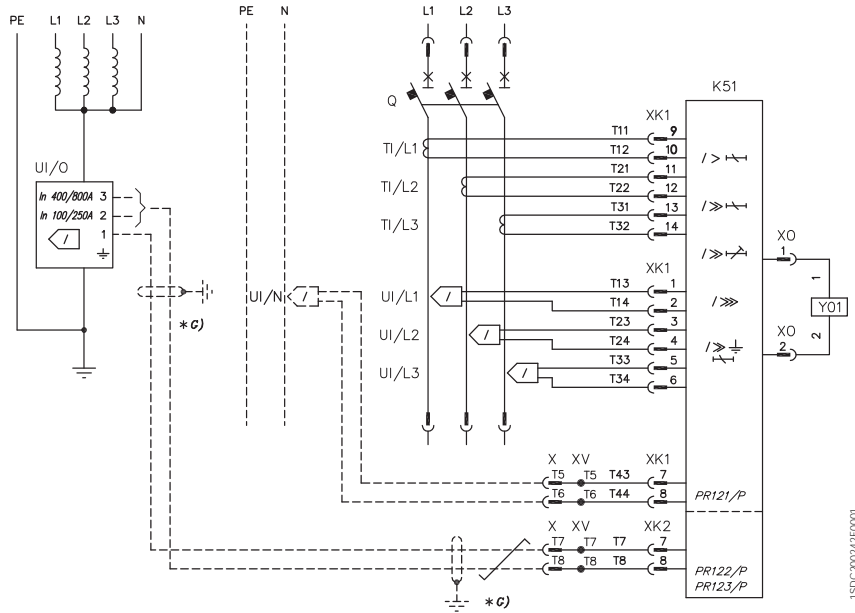 PE L1 L2 L3 N
PE N
L1 L2 L3
Q
K51
XK1
T11 9
TI/L1
T12 10
T21 11
TI/L2
T22 12
T31 13
TI/L3
T32 14
I >
I >>
I >>
I >>>
I >>
UI/O
In 400/800A 3
In 100/250A 2
1
I
XO
1
1
Y01
2
XO
2
XK1
UI/N
I
UI/L1
I
T13 1
T14 2
UI/L2
I
T23 3
T24 4
UI/L3
I
T33 5
T34 6
*G)
X XV XK1
T5 T5 T43 7
T6 T6 T44 8
PR121/P
X XV XK2
T7 T7 T7 7
T8 T8 T8 8
PR122/P
PR123/P
*G)
1SDC200242F0001